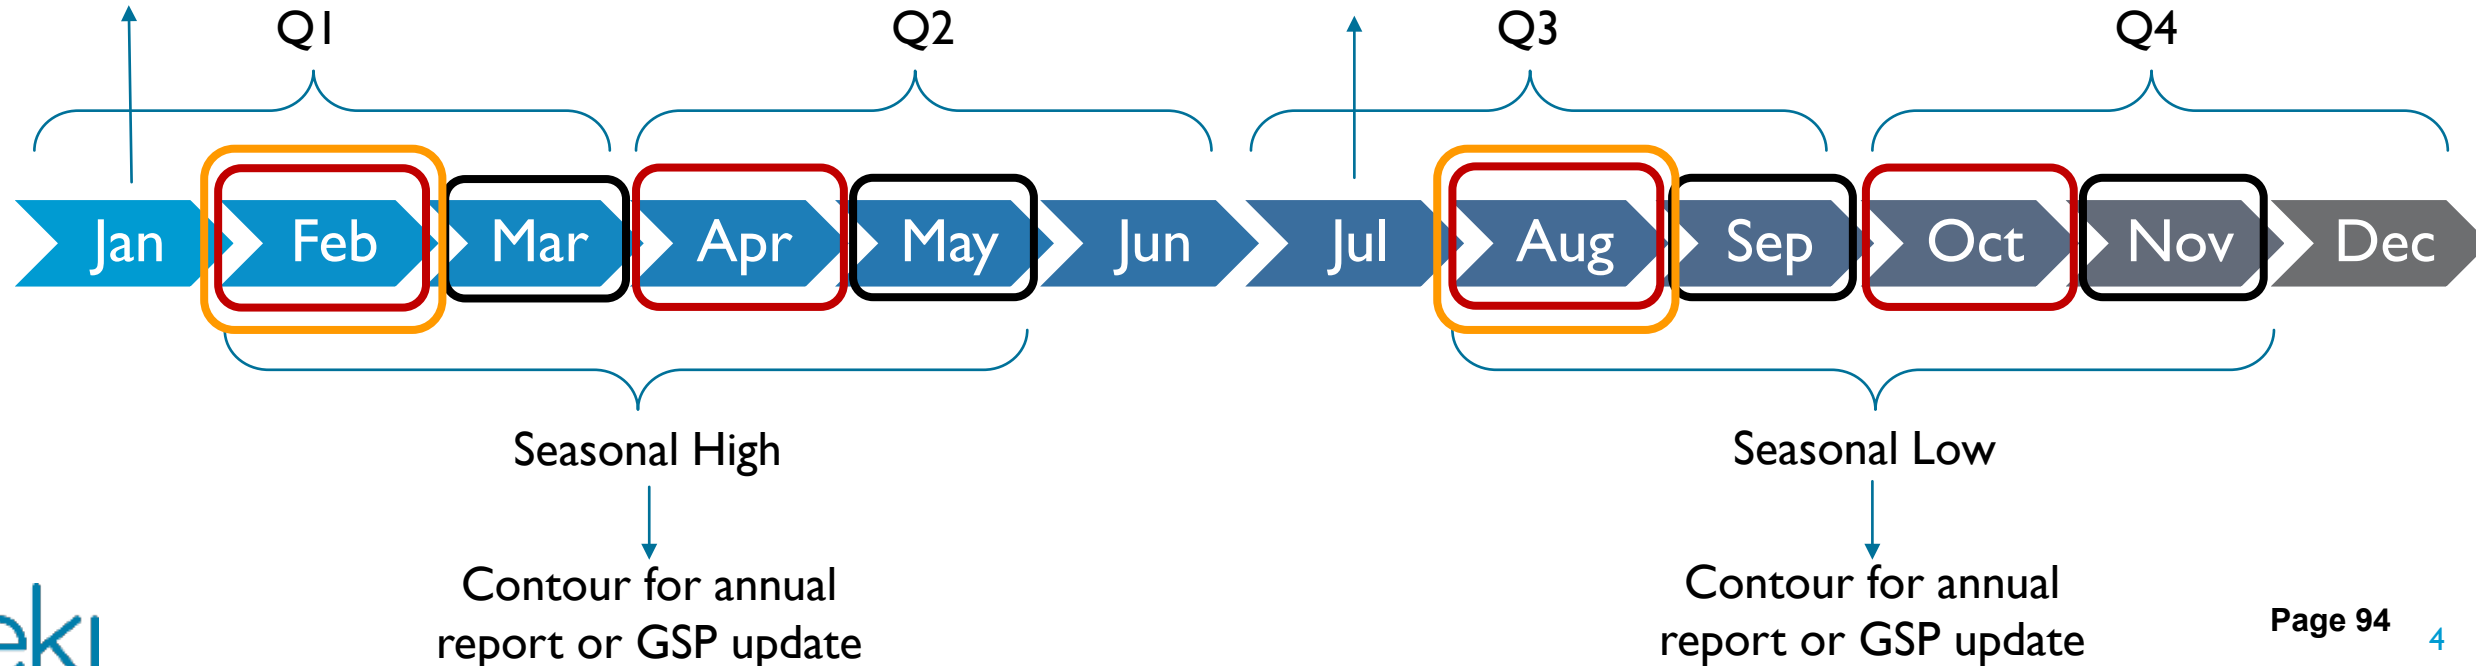 Q1 Q2 Q3 Q4
Jan Feb Mar Apr May Jun Jul Aug Sep Oct Nov Dec
Seasonal High
Seasonal Low
Contour for annual
report or GSP update
Contour for annual
report or GSP update
eki
Page 94
4